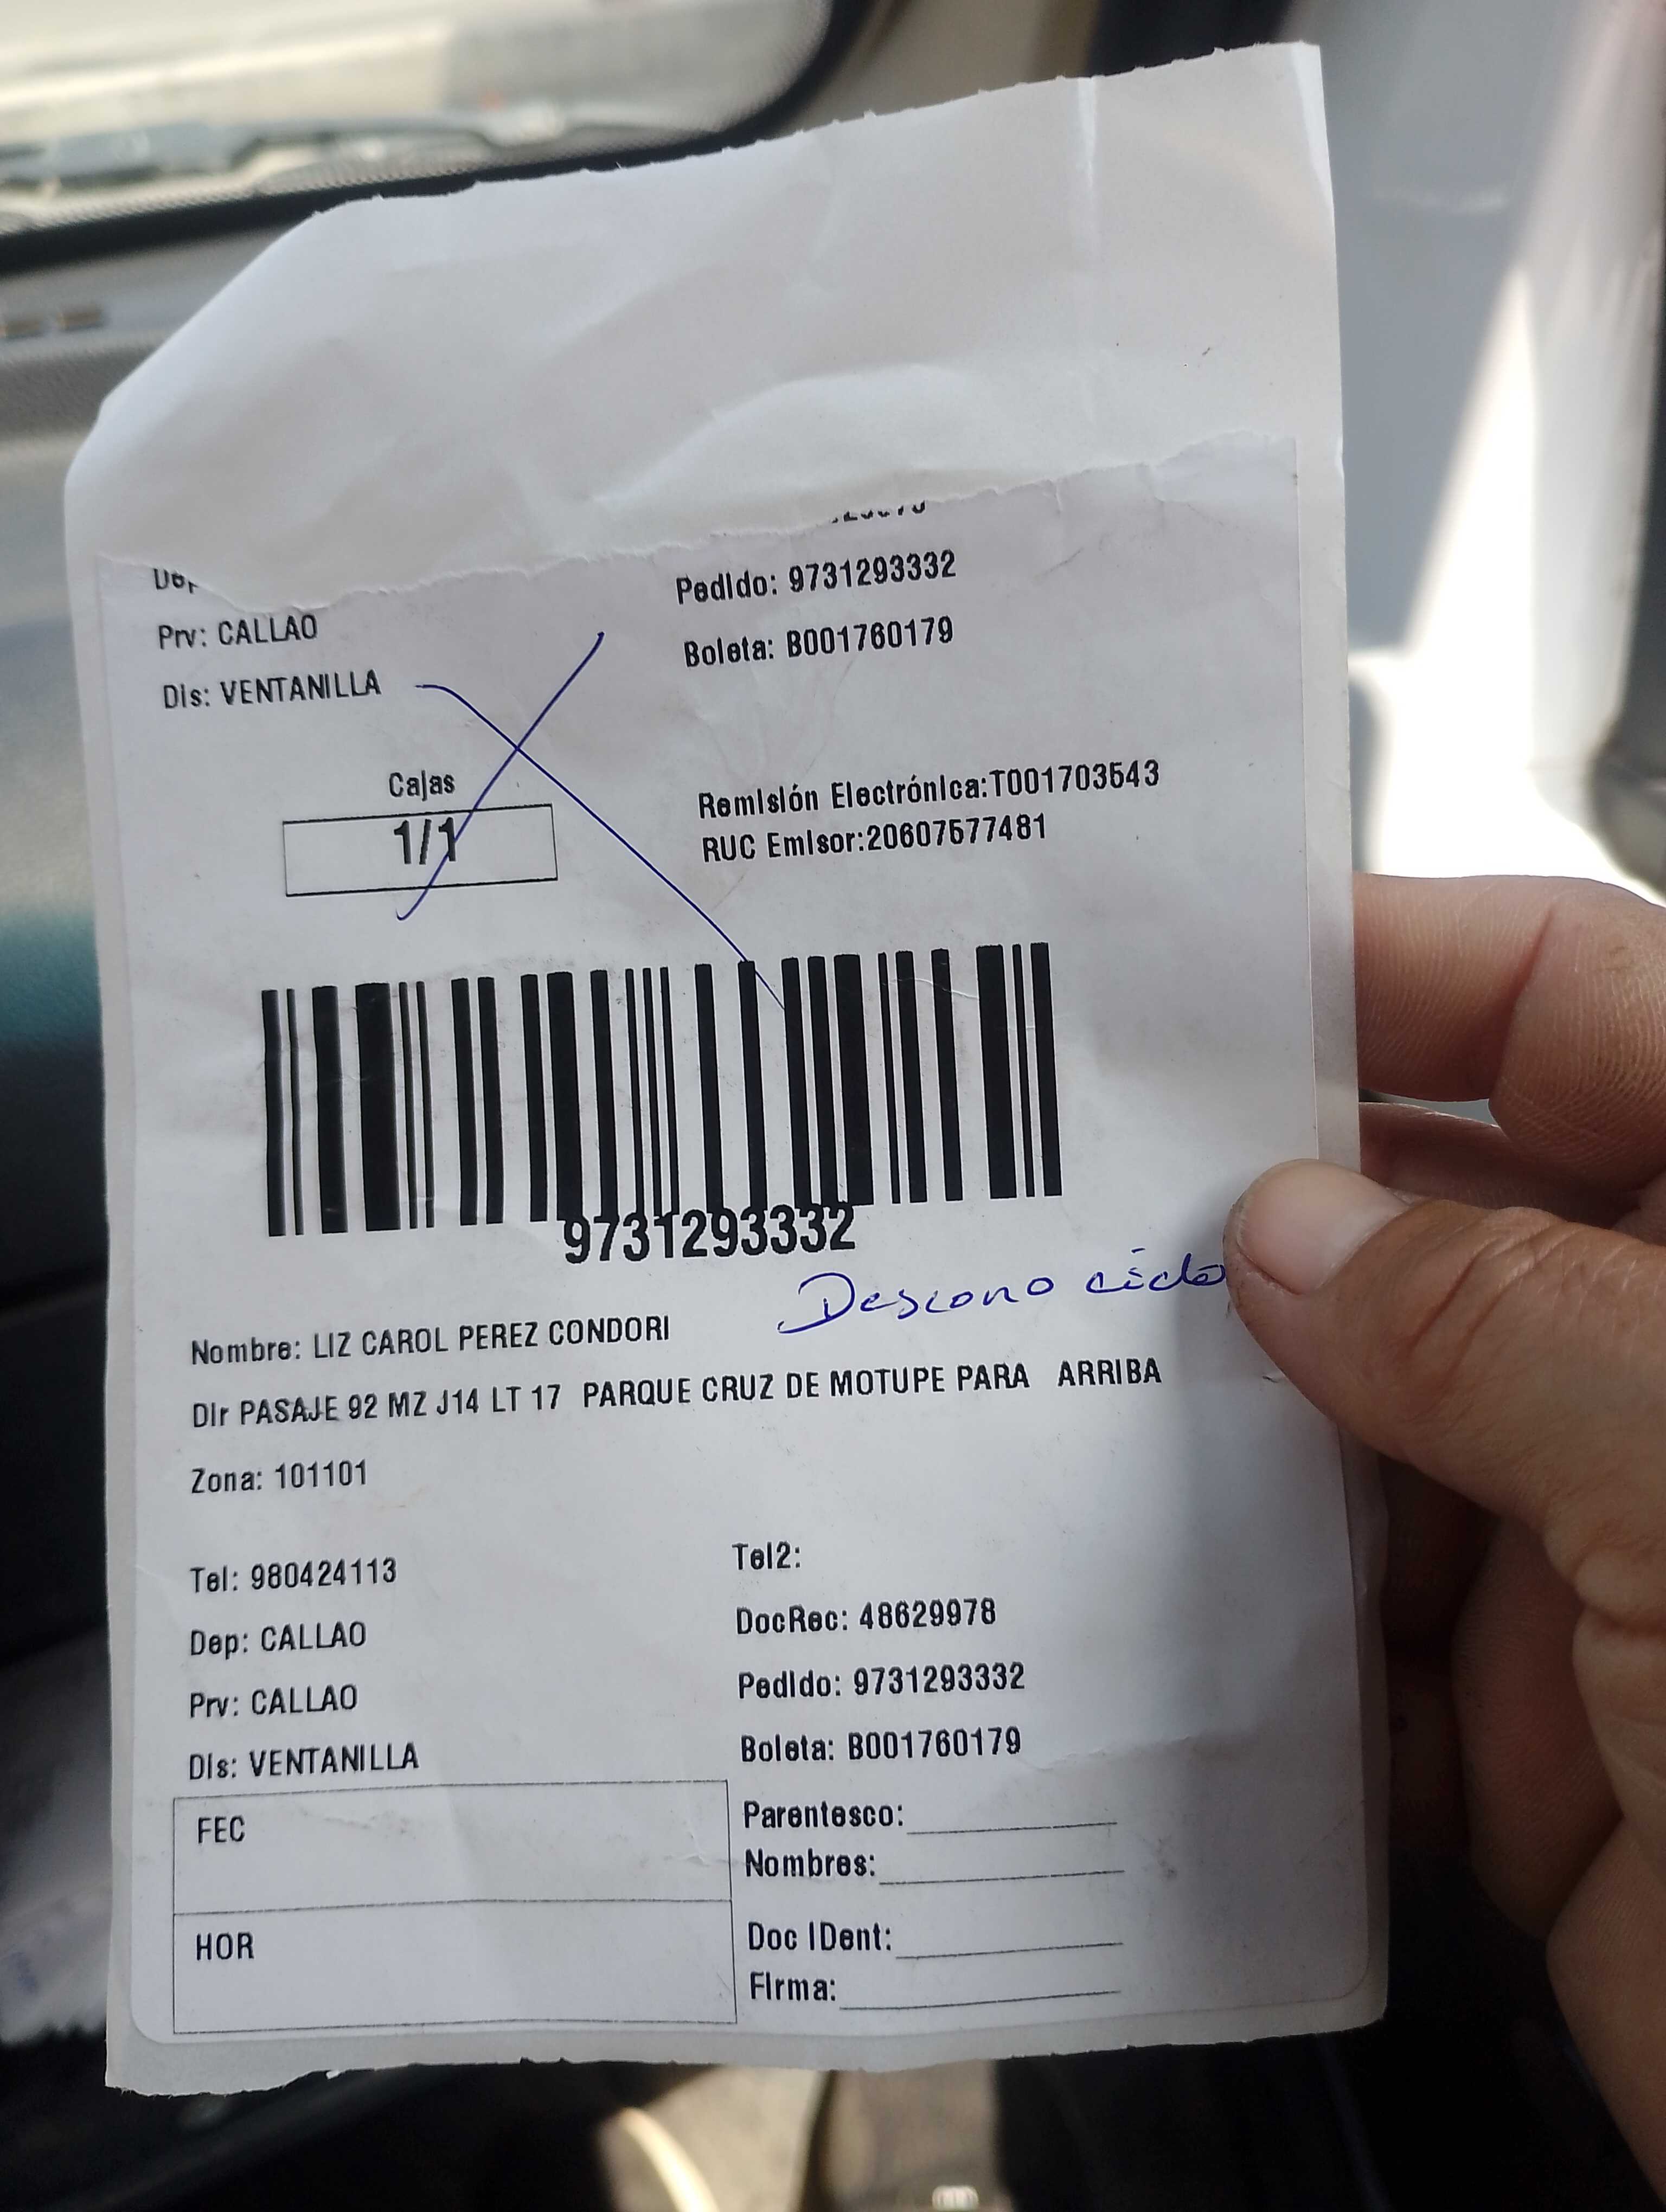 Prv: CALLAO
Dis: VENTANILLA
Pedido: 9731293332
Boleta: B001760179
Cajas
1/1
Remisión Electrónica:T001703543
RUC Emisor:20607577481
9731293332
Desconocido
Nombre: LIZ CAROL PEREZ CONDORI
Dir PASAJE 92 MZ J14 LT 17 PARQUE CRUZ DE MOTUPE PARA ARRIBA
Zona: 101101
Tel: 980424113
Dep: CALLAO
Prv: CALLAO
Dis: VENTANILLA
Tel2:
DocRec: 48629978
Pedido: 9731293332
Boleta: B001760179
FEC
HOR
Parentesco:
Nombres:
Doc IDent:
Firma: